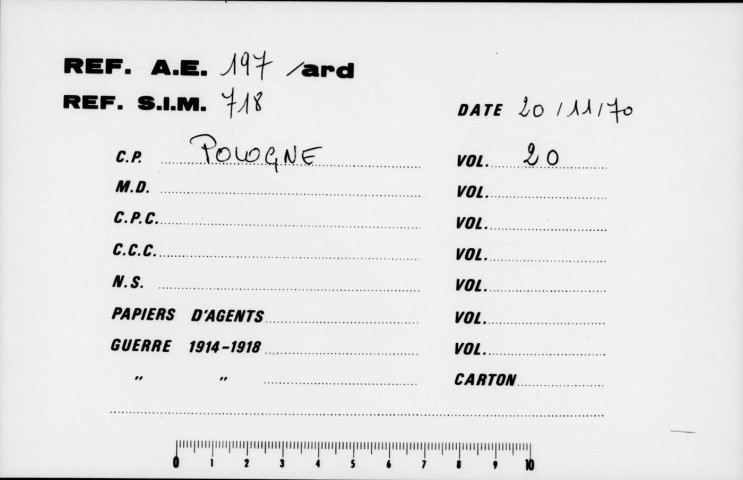 REF. A.E. 197 /ard
REF. S.I.M. 718
DATE 20/11/70
C.P. POLOGNE VOL. 20
M.D. VOL.
C.P.C. VOL.
C.C.C. VOL.
N.S. VOL.
PAPIERS D'AGENTS VOL.
GUERRE 1914-1918 VOL.
" " CARTON
0 1 2 3 4 5 6 7 8 9 10